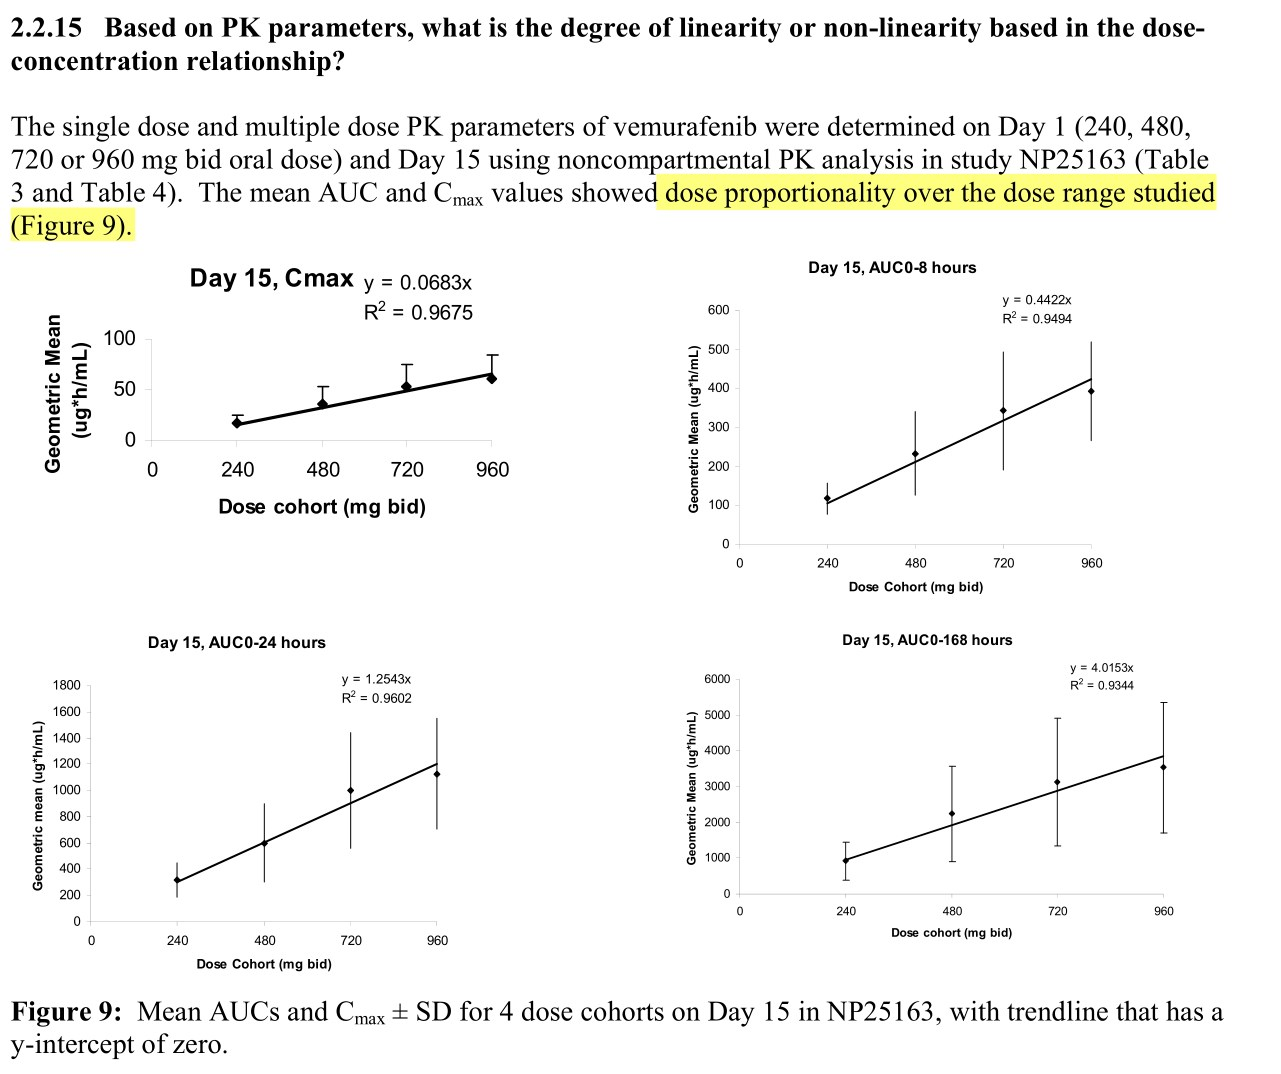 2.2.15 Based on PK parameters, what is the degree of linearity or non-linearity based in the dose-
concentration relationship?
The single dose and multiple dose PK parameters of vemurafenib were determined on Day 1 (240, 480,
720 or 960 mg bid oral dose) and Day 15 using noncompartmental PK analysis in study NP25163 (Table
3 and Table 4). The mean AUC and Cmax values showed dose proportionality over the dose range studied
(Figure 9).
Day 15, Cmax
y = 0.0683x
R² = 0.9675
Geometric Mean
(ug*h/mL)
100
50
0
0 240 480 720 960
Dose cohort (mg bid)
Day 15, AUC0-8 hours
y = 0.4422x
R² = 0.9494
Geometric Mean (ug*h/mL)
600
500
400
300
200
100
0
0 240 480 720 960
Dose Cohort (mg bid)
Day 15, AUC0-24 hours
y = 1.2543x
R² = 0.9602
Geometric mean (ug*h/mL)
1800
1600
1400
1200
1000
800
600
400
200
0
0 240 480 720 960
Dose Cohort (mg bid)
Day 15, AUC0-168 hours
y = 4.0153x
R² = 0.9344
Geometric Mean (ug*h/mL)
6000
5000
4000
3000
2000
1000
0
0 240 480 720 960
Dose cohort (mg bid)
Figure 9: Mean AUCs and Cmax ± SD for 4 dose cohorts on Day 15 in NP25163, with trendline that has a
y-intercept of zero.